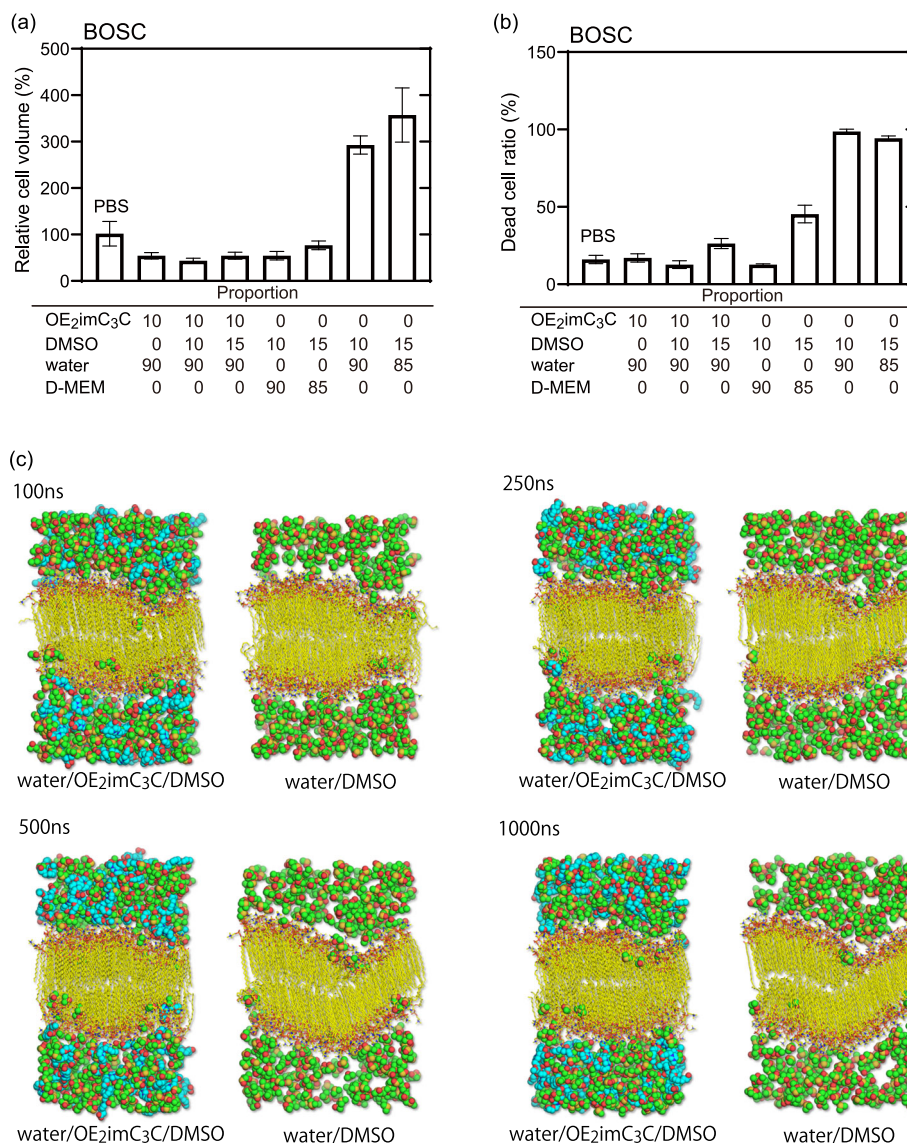 (a)
BOSC
500
400
300
200
100
0
Relative cell volume (%)
PBS
Proportion
OE₂imC₃C 10 10 10 0 0 0 0
DMSO 0 10 15 10 15 10 15
water 90 90 90 0 0 90 85
D-MEM 0 0 0 90 85 0 0
(b)
BOSC
150
100
50
0
Dead cell ratio (%)
PBS
Proportion
OE₂imC₃C 10 10 10 0 0 0 0
DMSO 0 10 15 10 15 10 15
water 90 90 90 0 0 90 85
D-MEM 0 0 0 90 85 0 0
(c)
100ns
water/OE₂imC₃C/DMSO
water/DMSO
250ns
water/OE₂imC₃C/DMSO
water/DMSO
500ns
water/OE₂imC₃C/DMSO
water/DMSO
1000ns
water/OE₂imC₃C/DMSO
water/DMSO